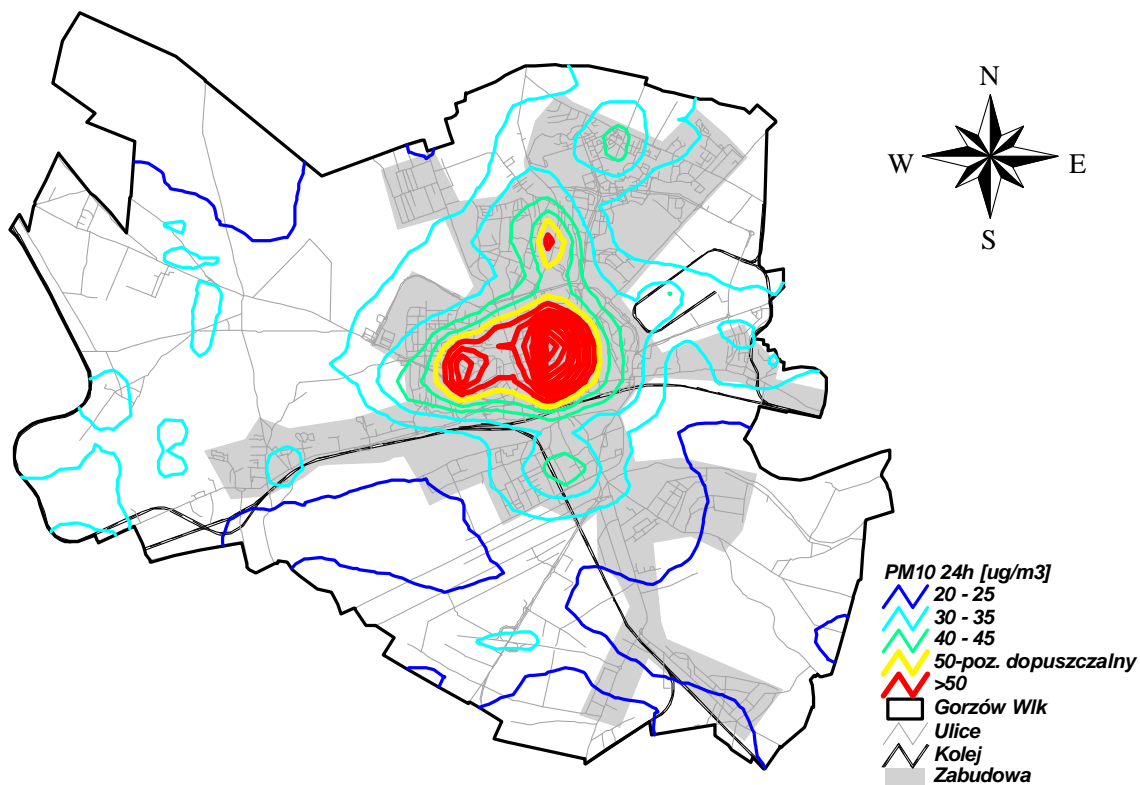 N
W
E
S
PM10 24h [ug/m3]
20 - 25
30 - 35
40 - 45
50-poz. dopuszczalny
>50
Gorzów Wlk
Ulice
Kolej
Zabudowa